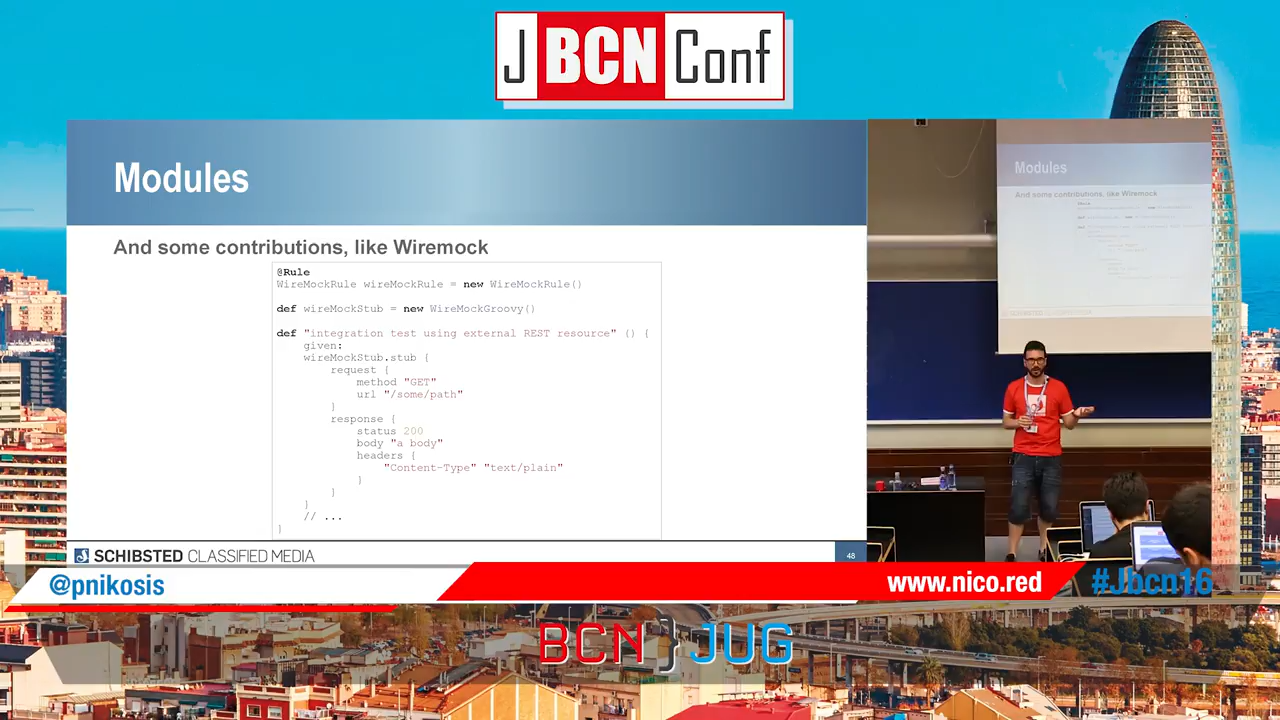 J BCN Conf
Modules
And some contributions, like Wiremock
@Rule
WireMockRule wireMockRule = new WireMockRule()
def wireMockStub = new WireMockGroovy()
def "integration test using external REST resource" () {
given:
wireMockStub.stub {
request {
method "GET"
url "/some/path"
}
response {
status 200
body "a body"
headers {
"Content-Type" "text/plain"
}
}
}
// ...
}
SCHIBSTED CLASSIFIED MEDIA
48
Modules
And some contributions, like Wiremock
@pnikosis
www.nico.red
#Jbcn16
BCN JUG